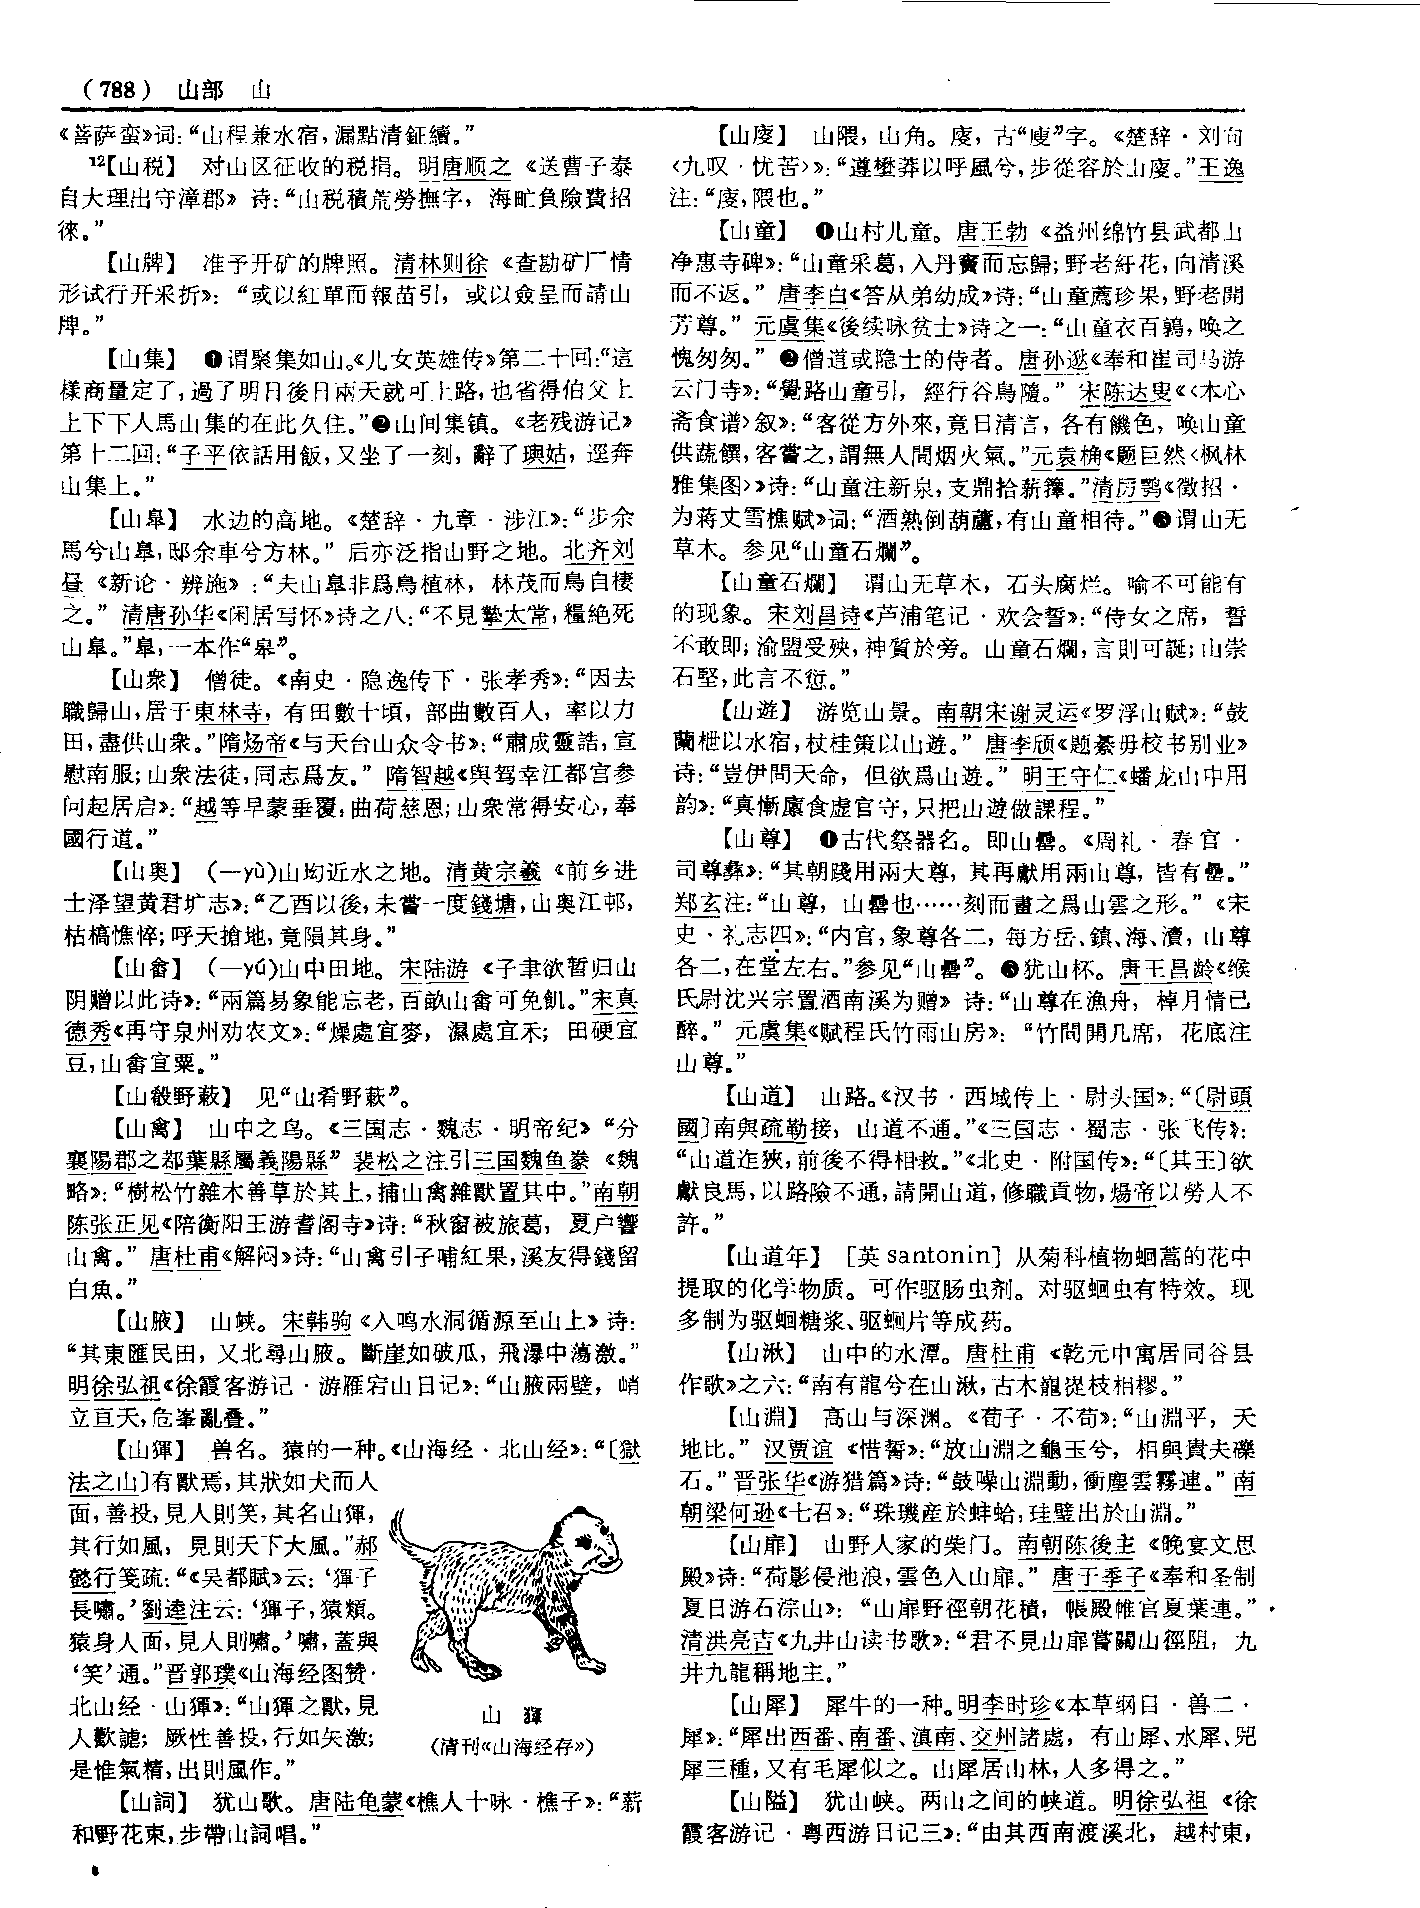 (788) 山部 山
《菩萨蛮》词:“山程兼水宿,漏點清鉦續。”
12【山税】 对山区征收的税捐。明唐顺之《送曹子泰
自大理出守漳郡》诗:“山税積荒勞撫字,海甿負險費招
徠。”
【山牌】 准予开矿的牌照。清林则徐《查勘矿厂情
形试行开采折》:“或以紅單而報苗引,或以僉呈而請山
牌。”
【山集】 ❶谓聚集如山。《儿女英雄传》第二十回:“這
樣商量定了,過了明日後日兩天就可上路,也省得伯父上
上下下人馬山集的在此久住。”❷山间集镇。《老残游记》
第十二回:“子平依話用飯,又坐了一刻,辭了璵姑,逕奔
山集上。”
【山皐】 水边的高地。《楚辞·九章·涉江》:“步余
馬兮山皐,邸余車兮方林。”后亦泛指山野之地。北齐刘
昼《新论·辨施》:“夫山皐非爲鳥植林,林茂而鳥自棲
之。”清唐孙华《闲居写怀》诗之八:“不見摯太常,糧絶死
山皐。”皐,一本作“皋”。
【山衆】 僧徒。《南史·隐逸传下·张孝秀》:“因去
職歸山,居于東林寺,有田數十頃,部曲數百人,率以力
田,盡供山衆。”隋炀帝《与天台山众令书》:“肅成靈誥,宣
慰南服;山衆法徒,同志爲友。”隋智越《與驾幸江都宫参
问起居启》:“越等早蒙垂覆,曲荷慈恩;山衆常得安心,奉
國行道。”
【山奥】 (一yù)山坳近水之地。清黄宗羲《前乡进
士泽望黄君圹志》:“乙酉以後,未嘗一度錢塘,山奥江邨,
枯槁憔悴;呼天搶地,竟隕其身。”
【山畬】 (一yú)山中田地。宋陆游《子聿欲暂归山
阴赠以此诗》:“兩篇易象能忘老,百畝山畬可免飢。”宋真
德秀《再守泉州劝农文》:“燥處宜麥,濕處宜禾;田硬宜
豆,山畬宜粟。”
【山殽野蔌】 见“山肴野蔌”。
【山禽】 山中之鸟。《三国志·魏志·明帝纪》“分
襄陽郡之鄀葉縣屬義陽縣”裴松之注引三国魏鱼豢《魏
略》:“樹松竹雜木善草於其上,捕山禽雜獸置其中。”南朝
陈张正见《陪衡阳王游耆阇寺》诗:“秋窗被旅葛,夏户響
山禽。”唐杜甫《解闷》诗:“山禽引子哺紅果,溪友得錢留
白魚。”
【山腋】 山峡。宋韩驹《入鸣水洞循源至山上》诗:
“其東匯民田,又北尋山腋。斷崖如破瓜,飛瀑中蕩激。”
明徐弘祖《徐霞客游记·游雁宕山日记》:“山腋兩壁,峭
立亘天,危峯亂疊。”
【山𤟤】 兽名。猿的一种。《山海经·北山经》:“〔獄
法之山〕有獸焉,其狀如犬而人
面,善投,見人則笑,其名山𤟤,
其行如風,見則天下大風。”郝
懿行笺疏:“《吴都賦》云:‘𤟤子
長嘯。’劉逵注云:‘𤟤子,猿類。
猿身人面,見人則嘯。’嘯,蓋與
‘笑’通。”晋郭璞《山海经图赞·
北山经·山𤟤》:“山𤟤之獸,見
人歡謔;厥性善投,行如矢激;
是惟氣精,出則風作。”
山 𤟤
(清刊《山海经存》)
【山詞】 犹山歌。唐陆龟蒙《樵人十咏·樵子》:“薪
和野花束,步帶山詞唱。”
【山廋】 山隈,山角。廋,古“廋”字。《楚辞·刘向
〈九叹·忧苦〉》:“遵壄莽以呼風兮,步從容於山廋。”王逸
注:“廋,隈也。”
【山童】 ❶山村儿童。唐王勃《益州绵竹县武都山
净惠寺碑》:“山童采葛,入丹竇而忘歸;野老紆花,向清溪
而不返。”唐李白《答从弟幼成》诗:“山童薦珍果,野老開
芳尊。”元虞集《後续咏贫士》诗之一:“山童衣百鶉,唤之
愧匆匆。”❷僧道或隐士的侍者。唐孙逖《奉和崔司马游
云门寺》:“覺路山童引,經行谷鳥隨。”宋陈达叟《〈本心
斋食谱〉叙》:“客從方外來,竟日清言,各有饑色,唤山童
供蔬饌,客嘗之,謂無人間烟火氣。”元袁桷《题巨然〈枫林
雅集图〉》诗:“山童注新泉,支鼎拾薪籜。”清厉鹗《徵招·
为蒋丈雪樵赋》词:“酒熟倒葫蘆,有山童相待。”❸谓山无
草木。参见“山童石爛”。
【山童石爛】 谓山无草木,石头腐烂。喻不可能有
的现象。宋刘昌诗《芦浦笔记·欢会誓》:“侍女之席,誓
不敢即;渝盟受殃,神質於旁。山童石爛,言則可誕;山崇
石堅,此言不愆。”
【山遊】 游览山景。南朝宋谢灵运《罗浮山赋》:“鼓
蘭枻以水宿,杖桂策以山遊。”唐李颀《题綦毋校书别业》
诗:“豈伊問天命,但欲爲山遊。”明王守仁《蟠龙山中用
韵》:“真慚廪食虚官守,只把山遊做課程。”
【山尊】 ❶古代祭器名。即山罍。《周礼·春官·
司尊彝》:“其朝踐用兩大尊,其再獻用兩山尊,皆有罍。”
郑玄注:“山尊,山罍也……刻而畫之爲山雲之形。”《宋
史·礼志四》:“内官,象尊各二,每方岳、鎮、海、瀆,山尊
各二,在堂左右。”参见“山罍”。❷犹山杯。唐王昌龄《缑
氏尉沈兴宗置酒南溪为赠》诗:“山尊在漁舟,棹月情已
醉。”元虞集《赋程氏竹雨山房》:“竹間開几席,花底注
山尊。”
【山道】 山路。《汉书·西域传上·尉头国》:“〔尉頭
國〕南與疏勒接,山道不通。”《三国志·蜀志·张飞传》:
“山道迮狹,前後不得相救。”《北史·附国传》:“〔其王〕欲
獻良馬,以路險不通,請開山道,修職貢物,煬帝以勞人不
許。”
【山道年】 [英 santonin] 从菊科植物蛔蒿的花中
提取的化学物质。可作驱肠虫剂。对驱蛔虫有特效。现
多制为驱蛔糖浆、驱蛔片等成药。
【山湫】 山中的水潭。唐杜甫《乾元中寓居同谷县
作歌》之六:“南有龍兮在山湫,古木巃嵸枝相樛。”
【山淵】 高山与深渊。《荀子·不苟》:“山淵平,天
地比。”汉贾谊《惜誓》:“放山淵之龜玉兮,相與貴夫礫
石。”晋张华《游猎篇》诗:“鼓噪山淵動,衝塵雲霧連。”南
朝梁何逊《七召》:“珠璣産於蚌蛤,珪璧出於山淵。”
【山扉】 山野人家的柴门。南朝陈後主《晚宴文思
殿》诗:“荷影侵池浪,雲色入山扉。”唐于季子《奉和圣制
夏日游石淙山》:“山扉野徑朝花積,帳殿帷宫夏葉連。”
清洪亮吉《九井山读书歌》:“君不見山扉嘗闢山徑阻,九
井九龍稱地主。”
【山犀】 犀牛的一种。明李时珍《本草纲目·兽二·
犀》:“犀出西番、南番、滇南、交州諸處,有山犀、水犀、兕
犀三種,又有毛犀似之。山犀居山林,人多得之。”
【山隘】 犹山峡。两山之间的峡道。明徐弘祖《徐
霞客游记·粤西游日记三》:“由其西南渡溪北,越村東,